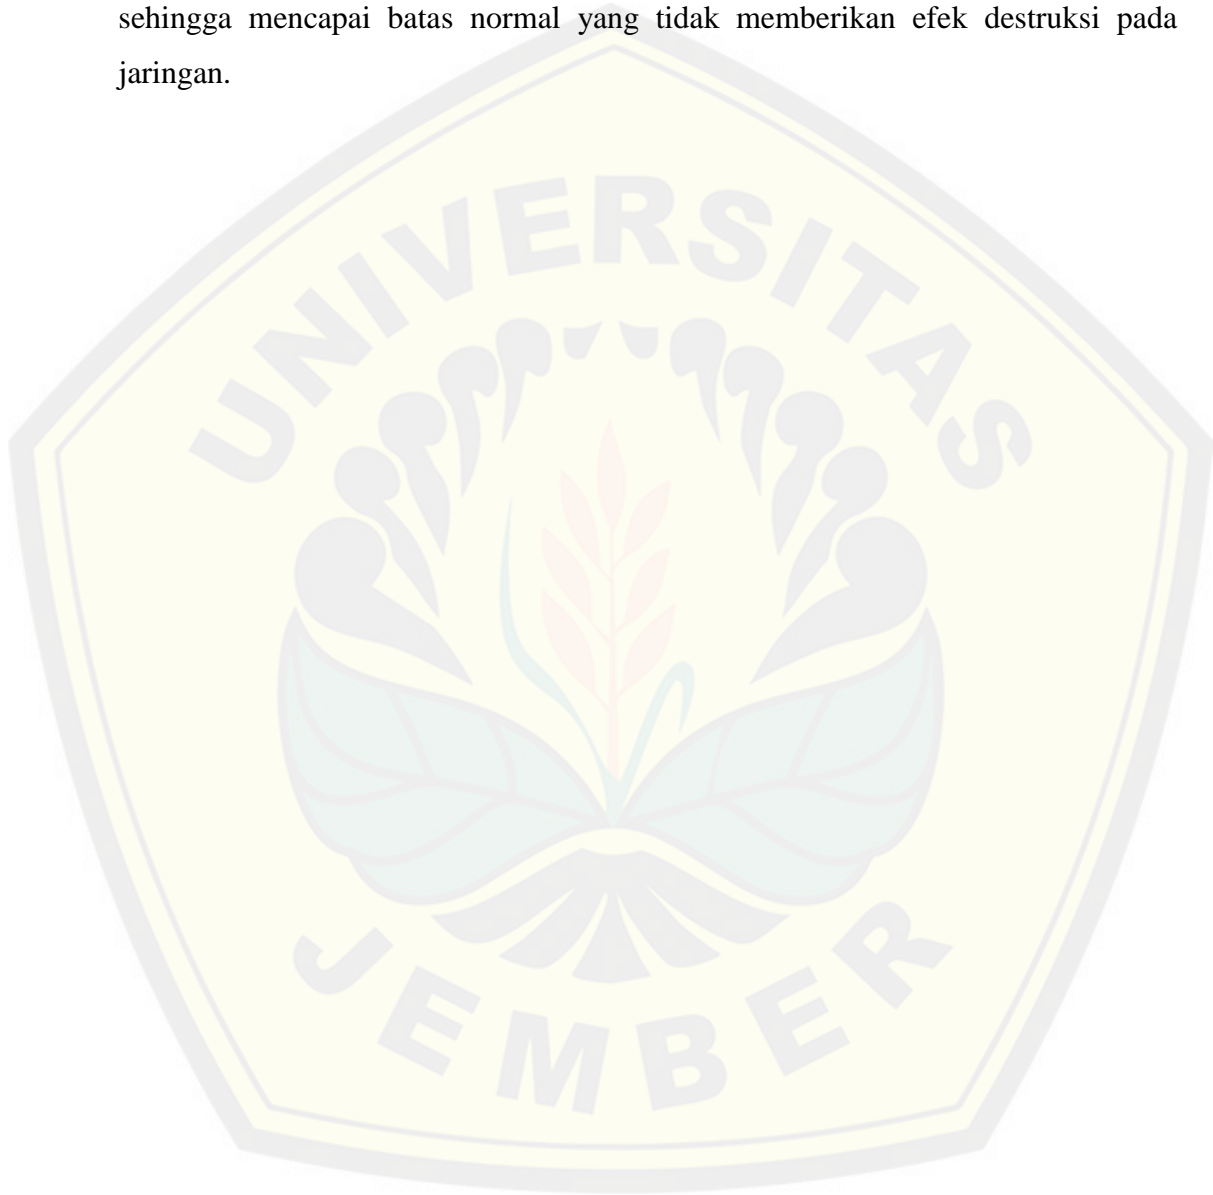 sehingga mencapai batas normal yang tidak memberikan efek destruksi pada
jaringan.
UNIVERSITAS
JEMBER